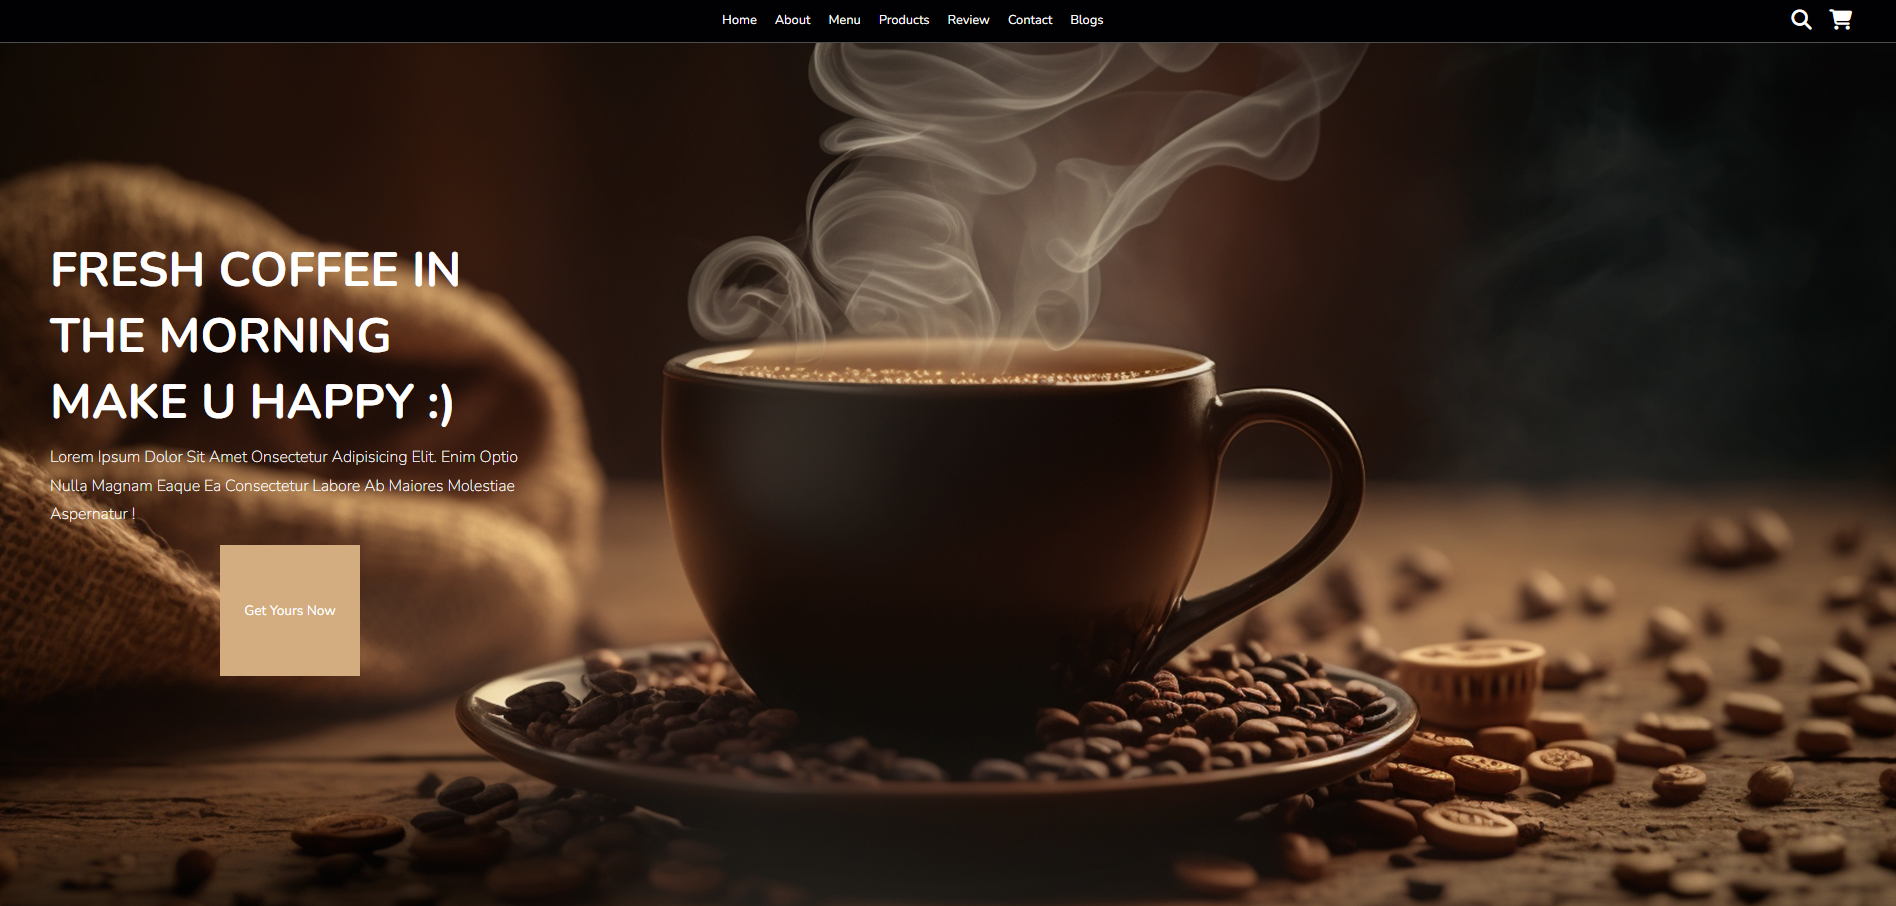 Home About Menu Products Review Contact Blogs
FRESH COFFEE IN
THE MORNING
MAKE U HAPPY :)
Lorem Ipsum Dolor Sit Amet Onsectetur Adipisicing Elit. Enim Optio
Nulla Magnam Eaque Ea Consectetur Labore Ab Maiores Molestiae
Aspernatur !
Get Yours Now